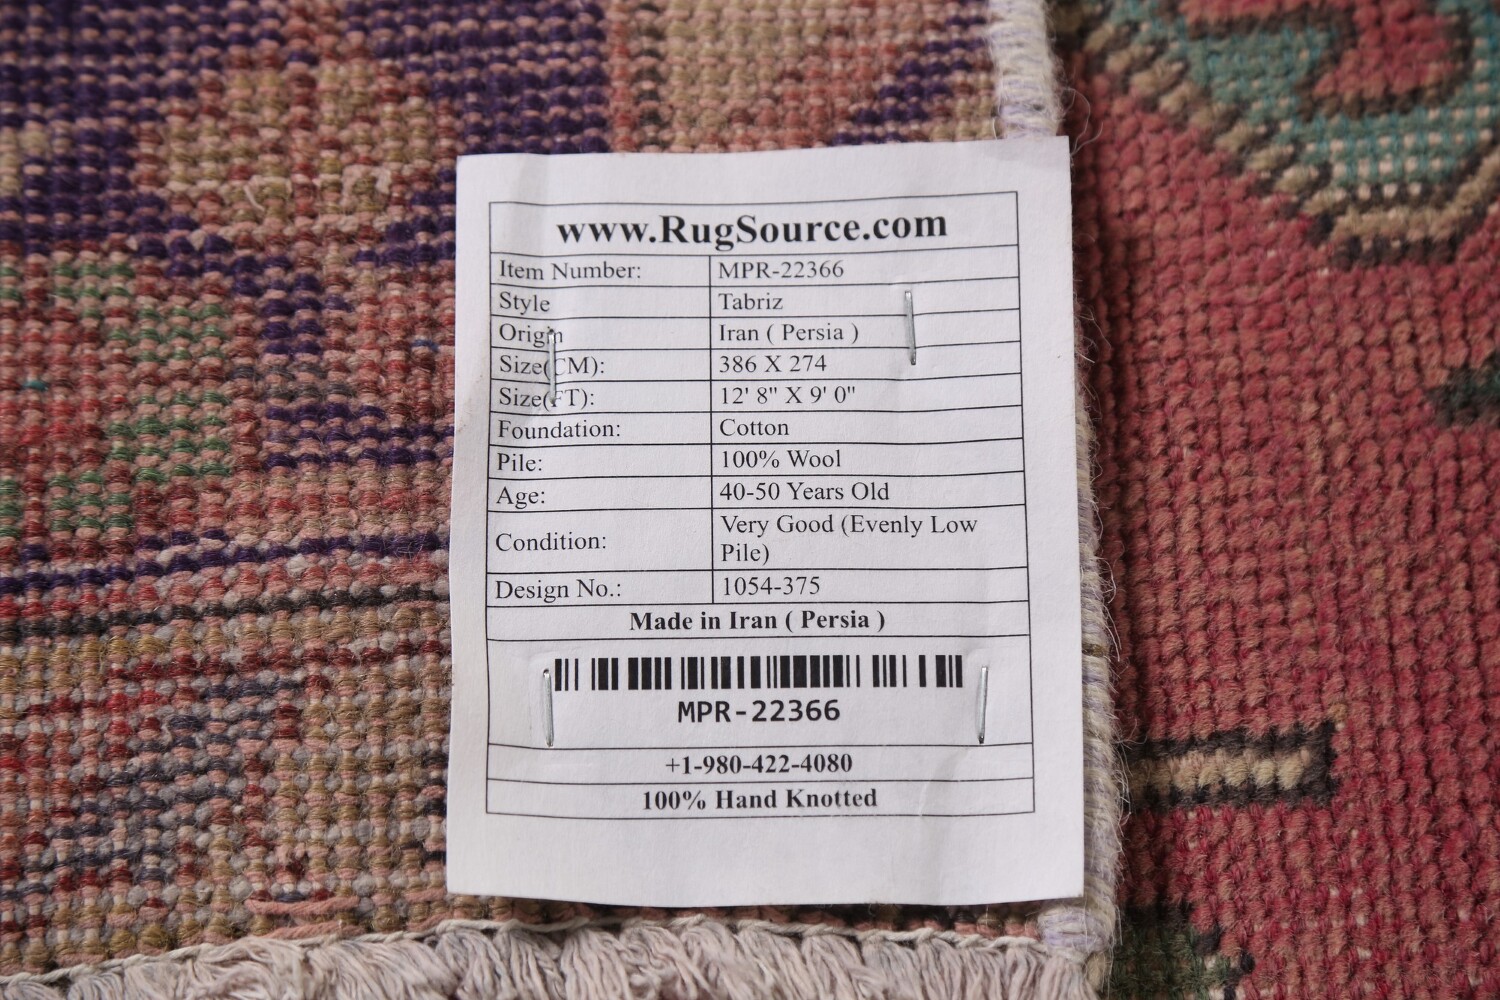 www.RugSource.com
Item Number: MPR-22366
Style Tabriz
Origin Iran ( Persia )
Size(CM): 386 X 274
Size(FT): 12' 8" X 9' 0"
Foundation: Cotton
Pile: 100% Wool
Age: 40-50 Years Old
Condition: Very Good (Evenly Low
Pile)
Design No.: 1054-375
Made in Iran ( Persia )
MPR-22366
+1-980-422-4080
100% Hand Knotted